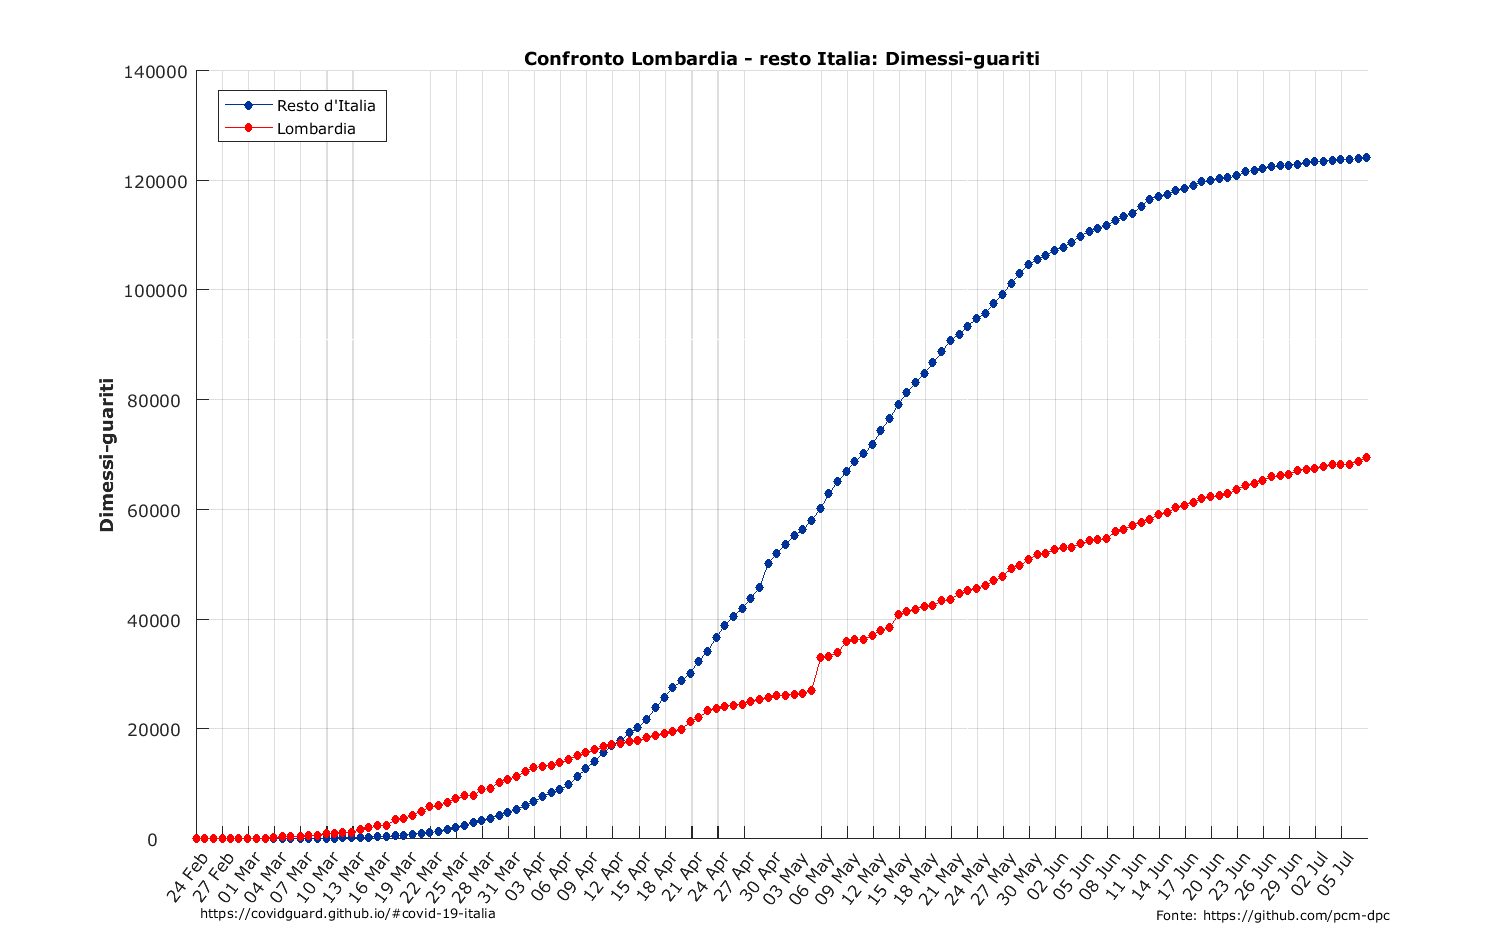 Confronto Lombardia - resto Italia: Dimessi-guariti
140000
120000
100000
80000
60000
40000
20000
0
Dimessi-guariti
Resto d'Italia
Lombardia
24 Feb
27 Feb
01 Mar
04 Mar
07 Mar
10 Mar
13 Mar
16 Mar
19 Mar
22 Mar
25 Mar
28 Mar
31 Mar
03 Apr
06 Apr
09 Apr
12 Apr
15 Apr
18 Apr
21 Apr
24 Apr
27 Apr
30 Apr
03 May
06 May
09 May
12 May
15 May
18 May
21 May
24 May
27 May
30 May
02 Jun
05 Jun
08 Jun
11 Jun
14 Jun
17 Jun
20 Jun
23 Jun
26 Jun
29 Jun
02 Jul
05 Jul
https://covidguard.github.io/#covid-19-italia
Fonte: https://github.com/pcm-dpc